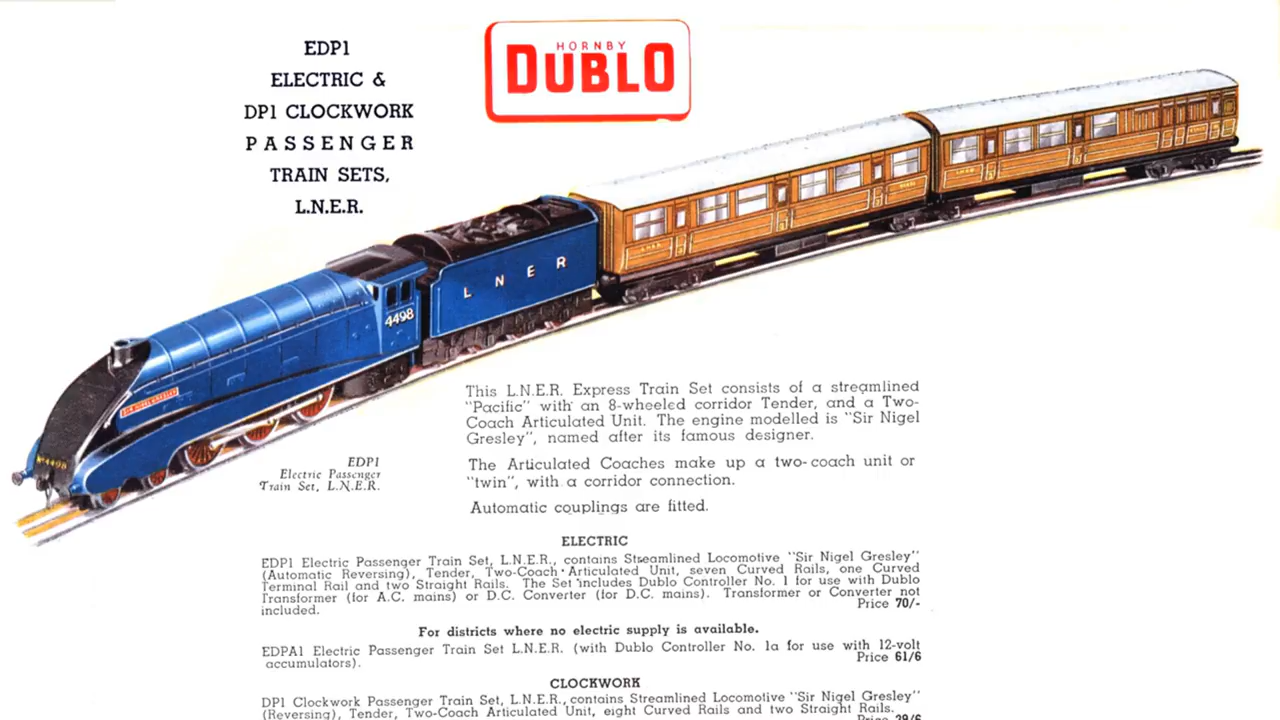 EDP1
ELECTRIC &
DP1 CLOCKWORK
PASSENGER
TRAIN SETS,
L.N.E.R.
HORNBY
DUBLO
L N E R
4498
No 4498
This L.N.E.R. Express Train Set consists of a streamlined
"Pacific" with an 8-wheeled corridor Tender, and a Two-
Coach Articulated Unit. The engine modelled is "Sir Nigel
Gresley", named after its famous designer.
The Articulated Coaches make up a two-coach unit or
"twin", with a corridor connection.
Automatic couplings are fitted.
EDP1
Electric Passenger
Train Set, L.N.E.R.
ELECTRIC
EDP1 Electric Passenger Train Set, L.N.E.R., contains Streamlined Locomotive "Sir Nigel Gresley"
(Automatic Reversing), Tender, Two-Coach Articulated Unit, seven Curved Rails, one Curved
Terminal Rail and two Straight Rails. The Set includes Dublo Controller No. 1 for use with Dublo
Transformer (for A.C. mains) or D.C. Converter (for D.C. mains). Transformer or Converter not
included. Price 70/-
For districts where no electric supply is available.
EDPA1 Electric Passenger Train Set L.N.E.R. (with Dublo Controller No. 1a for use with 12-volt
accumulators). Price 61/6
CLOCKWORK
DP1 Clockwork Passenger Train Set, L.N.E.R., contains Streamlined Locomotive "Sir Nigel Gresley"
(Reversing), Tender, Two-Coach Articulated Unit, eight Curved Rails and two Straight Rails.
Price 29/6